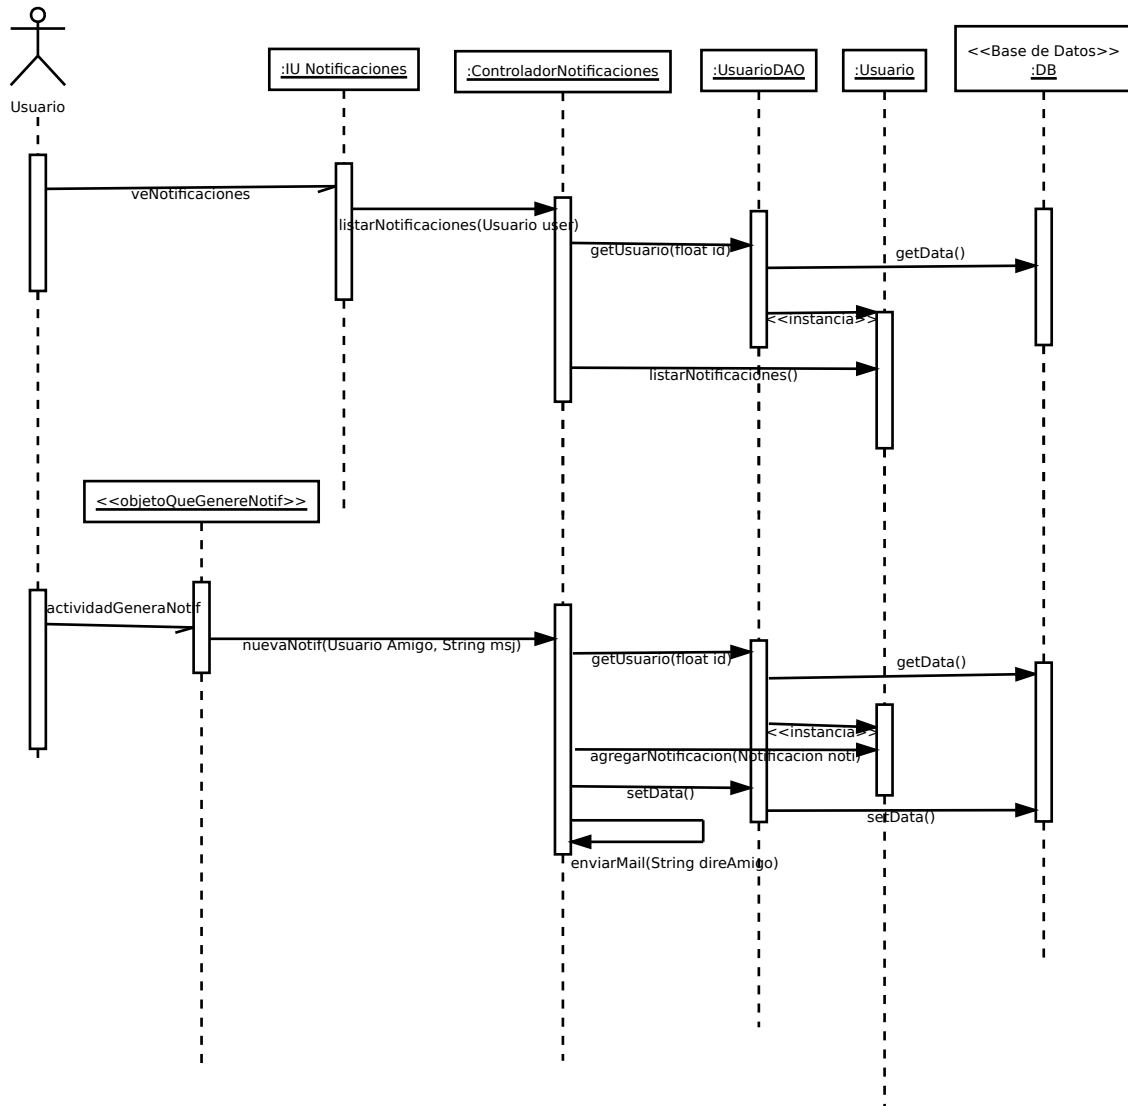 Usuario
:IU Notificaciones
:ControladorNotificaciones
:UsuarioDAO
:Usuario
<<Base de Datos>>
:DB
veNotificaciones
listarNotificaciones(Usuario user)
getUsuario(float id)
getData()
<<instancia>>
listarNotificaciones()
<<objetoQueGenereNotif>>
actividadGeneraNotif
nuevaNotif(Usuario Amigo, String msj)
getUsuario(float id)
getData()
<<instancia>>
agregarNotificacion(Notificacion noti)
setData()
setData()
enviarMail(String direAmigo)